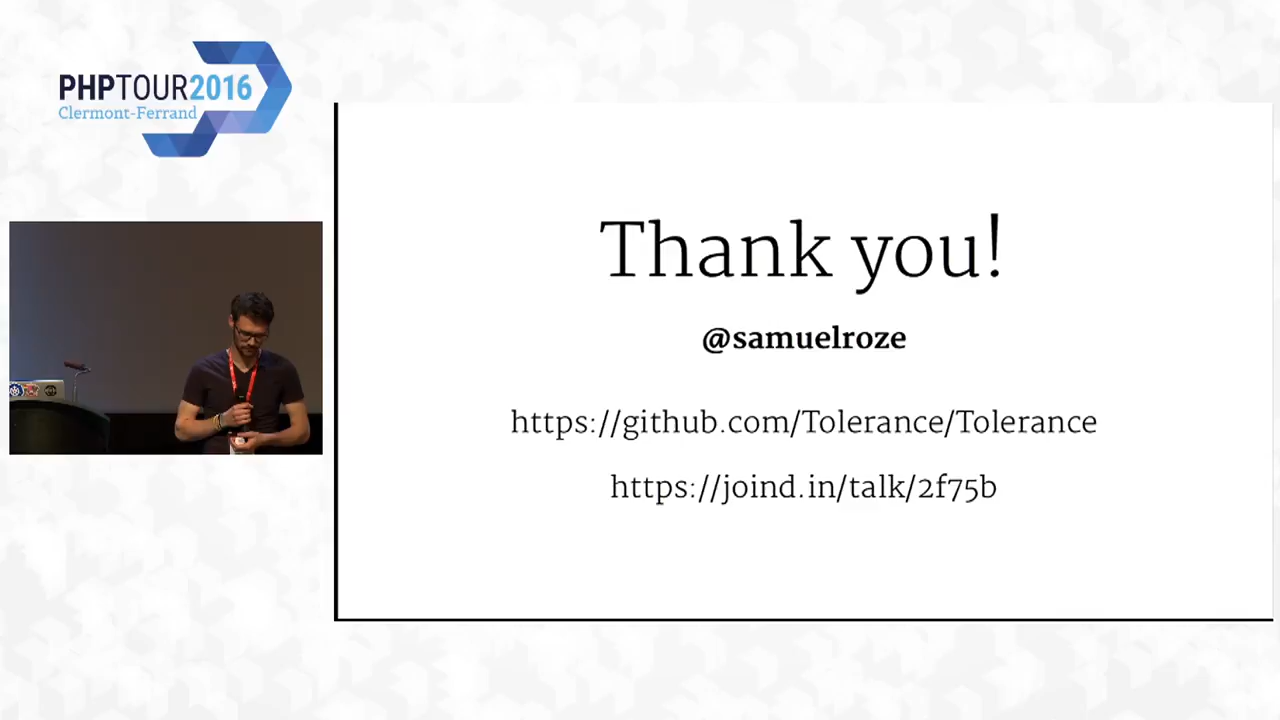 PHPTOUR2016
Clermont-Ferrand
Thank you!
@samuelroze
https://github.com/Tolerance/Tolerance
https://joind.in/talk/2f75b